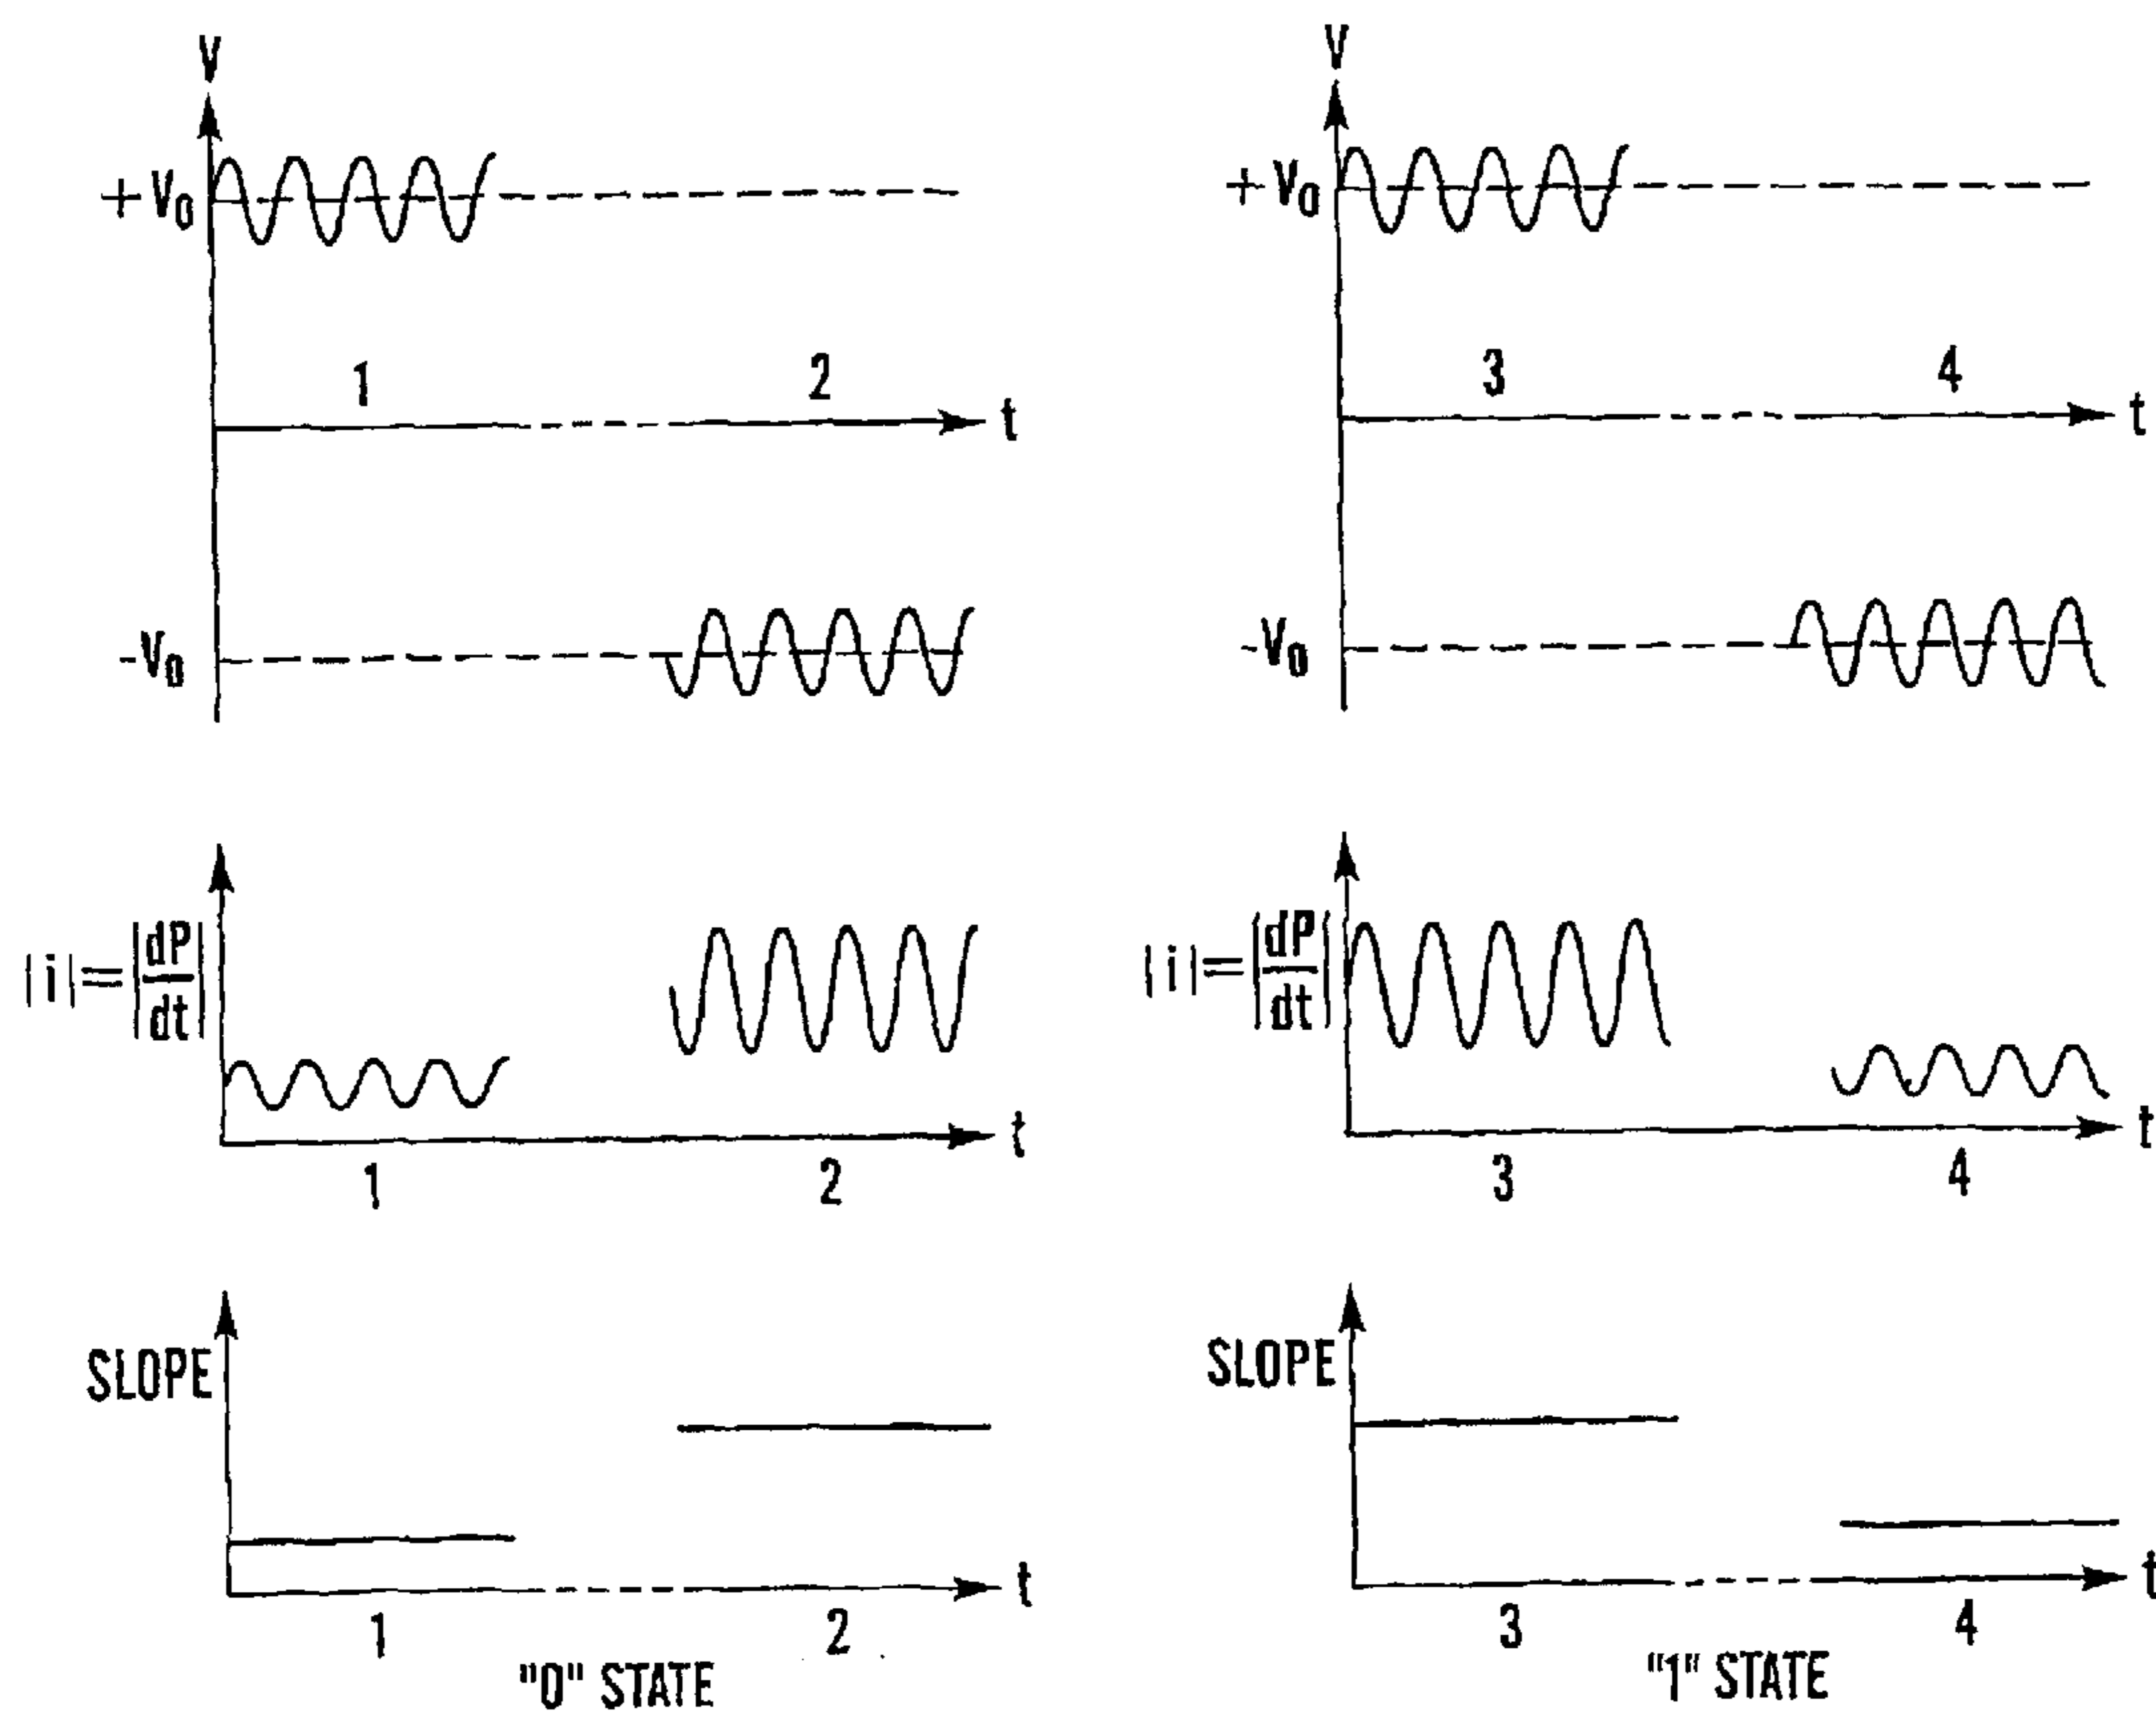 V
+V₀
1
2
t
-V₀
V
+V₀
3
4
t
-V₀
|i|=|dP/dt|
t
1
2
|i|=|dP/dt|
t
3
4
SLOPE
t
1
2
"0" STATE
SLOPE
t
3
4
"1" STATE